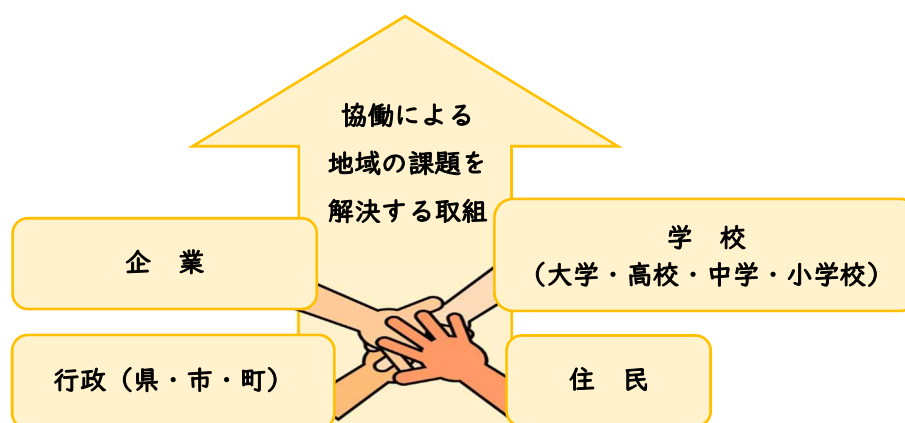 協働による
地域の課題を
解決する取組
企　業
学　校
（大学・高校・中学・小学校）
行政（県・市・町）
住　民